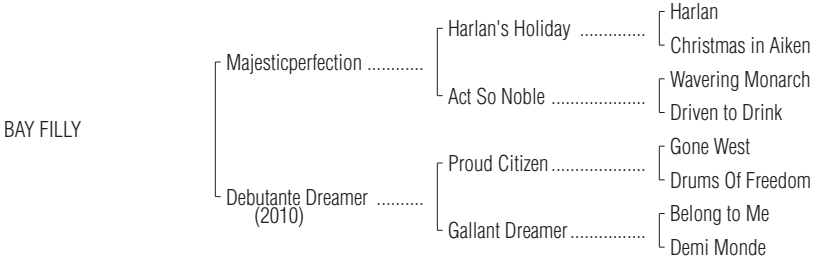 BAY FILLY
Majesticperfection ............
Debutante Dreamer ..........
(2010)
Harlan's Holiday ..............
Act So Noble ....................
Proud Citizen ....................
Gallant Dreamer ................
Harlan
Christmas in Aiken
Wavering Monarch
Driven to Drink
Gone West
Drums Of Freedom
Belong to Me
Demi Monde